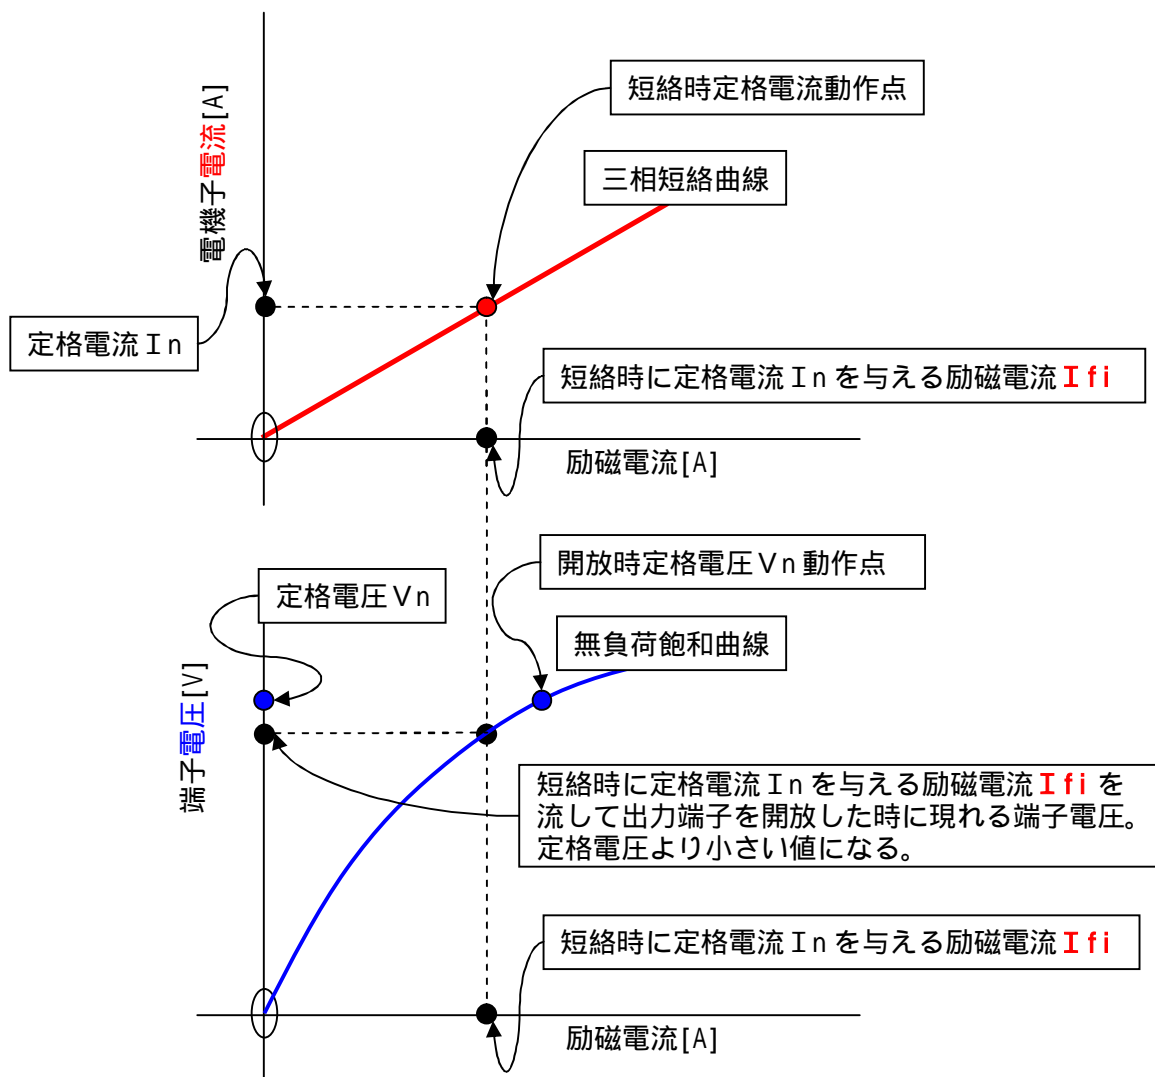 短絡時定格電流動作点
電機子電流[A]
三相短絡曲線
定格電流Ｉn
短絡時に定格電流Ｉnを与える励磁電流Ｉfi
励磁電流[A]
開放時定格電圧Ｖn動作点
定格電圧Ｖn
無負荷飽和曲線
端子電圧[V]
短絡時に定格電流Ｉnを与える励磁電流Ｉfiを
流して出力端子を開放した時に現れる端子電圧。
定格電圧より小さい値になる。
短絡時に定格電流Ｉnを与える励磁電流Ｉfi
励磁電流[A]